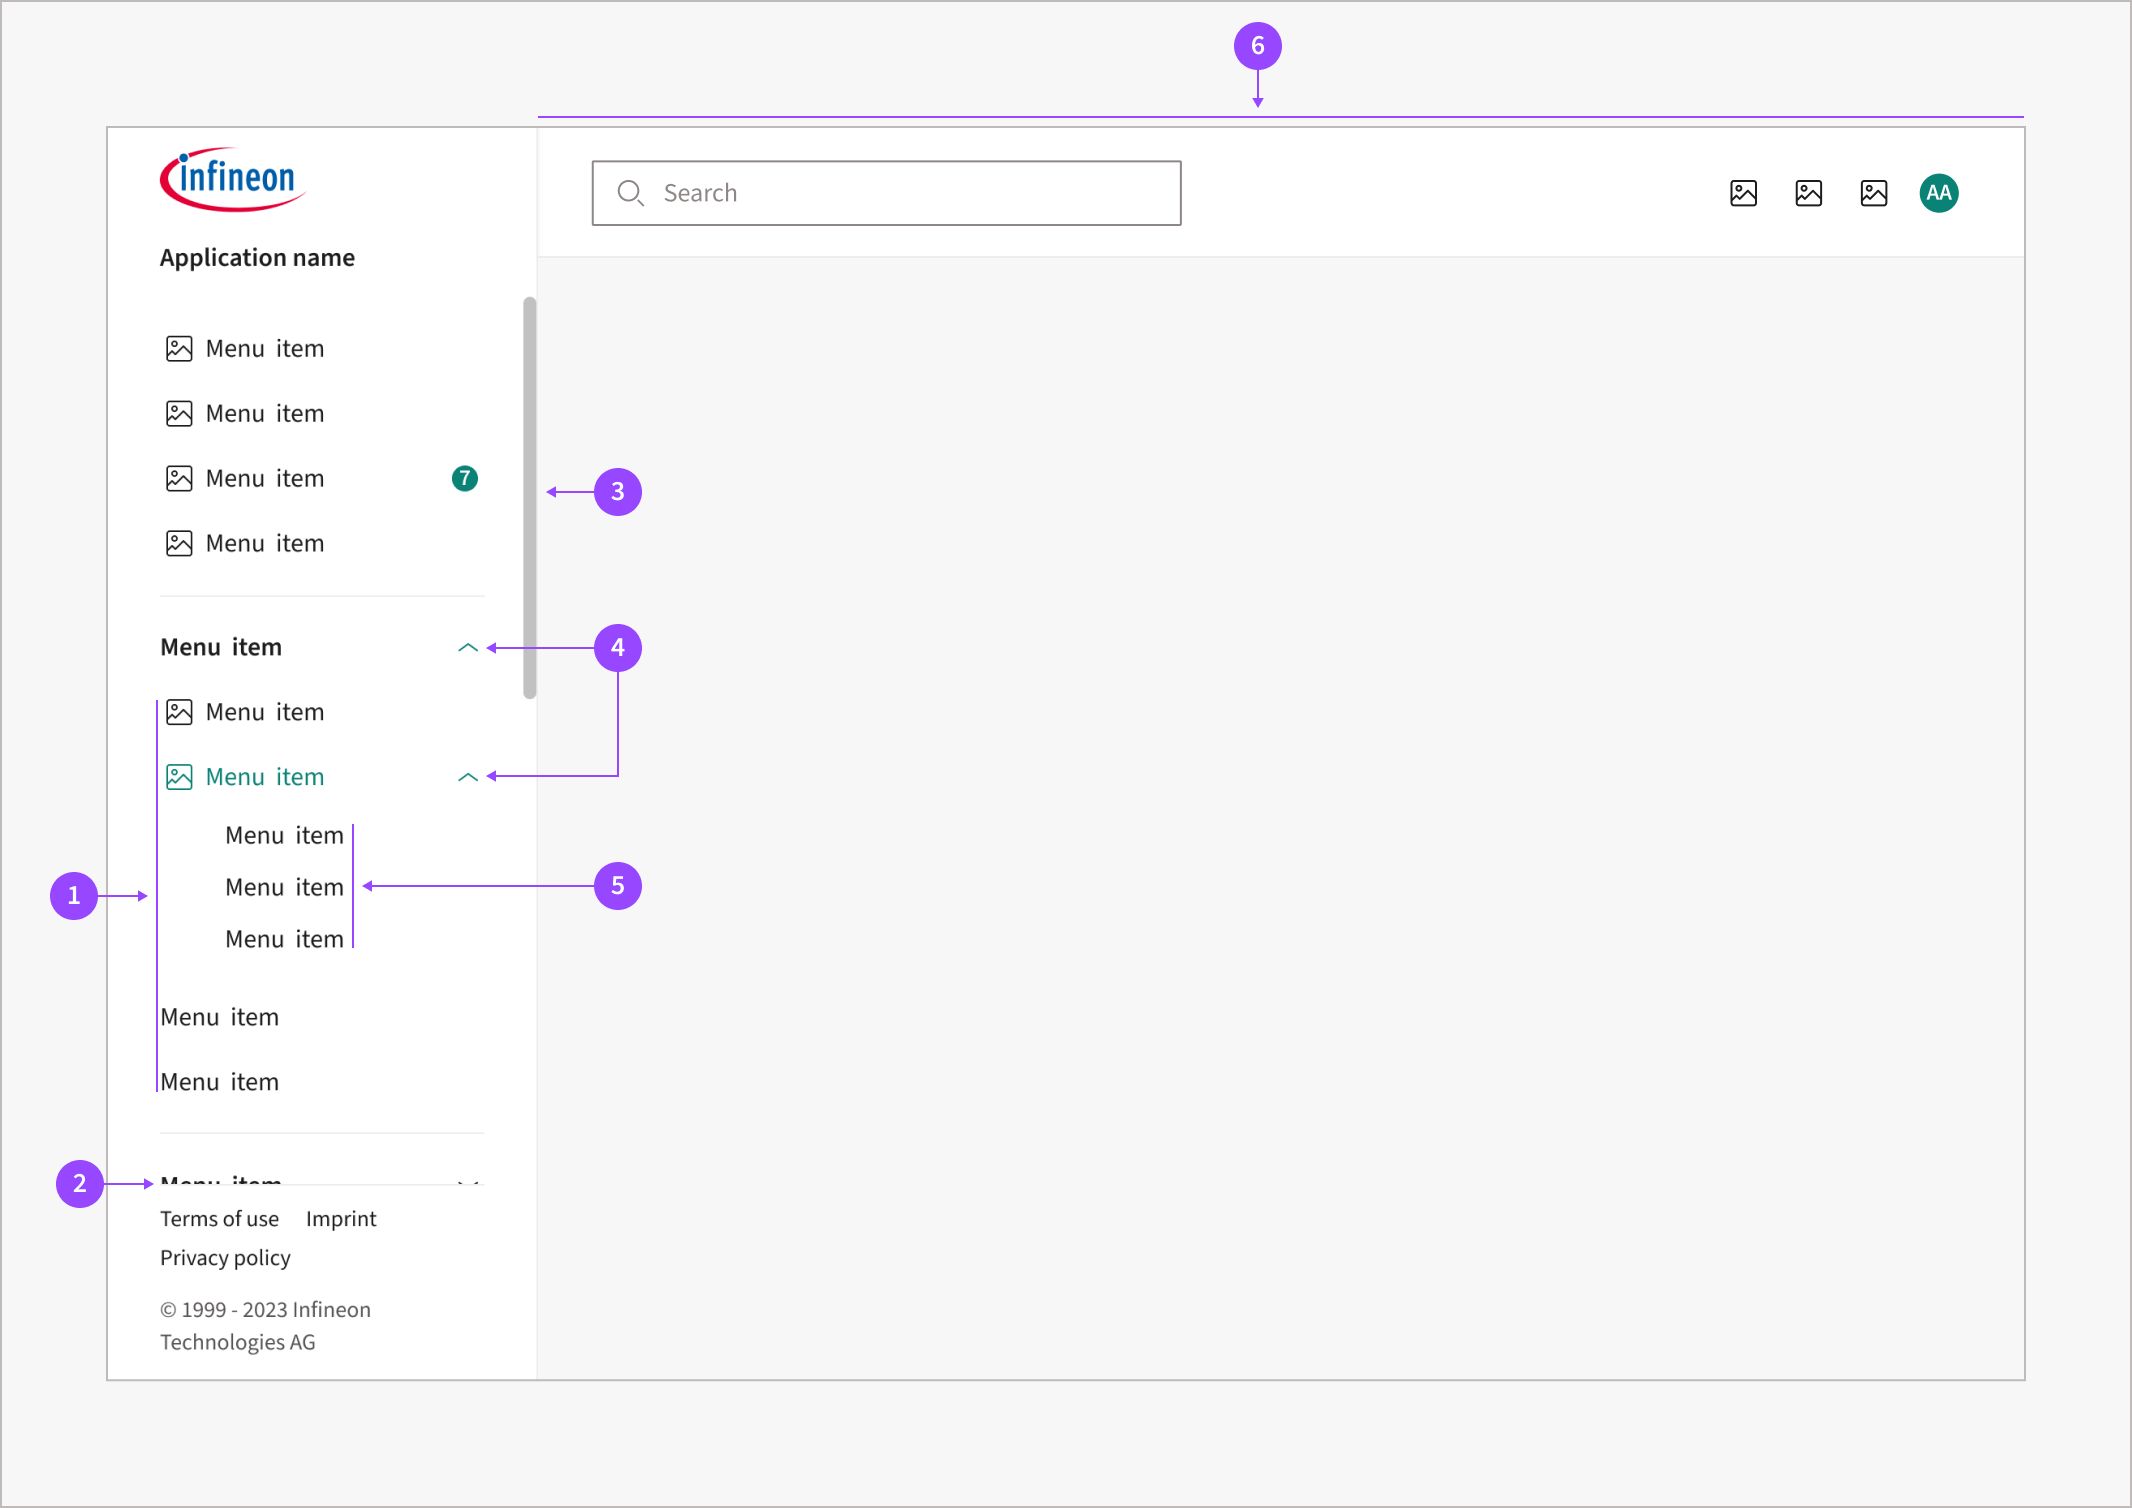 6
infineon
Search
AA
Application name
Menu item
Menu item
Menu item 7
3
Menu item
Menu item
4
Menu item
Menu item
Menu item
Menu item
5
1
Menu item
Menu item
Menu item
2
Menu item
Terms of use Imprint
Privacy policy
© 1999 - 2023 Infineon
Technologies AG